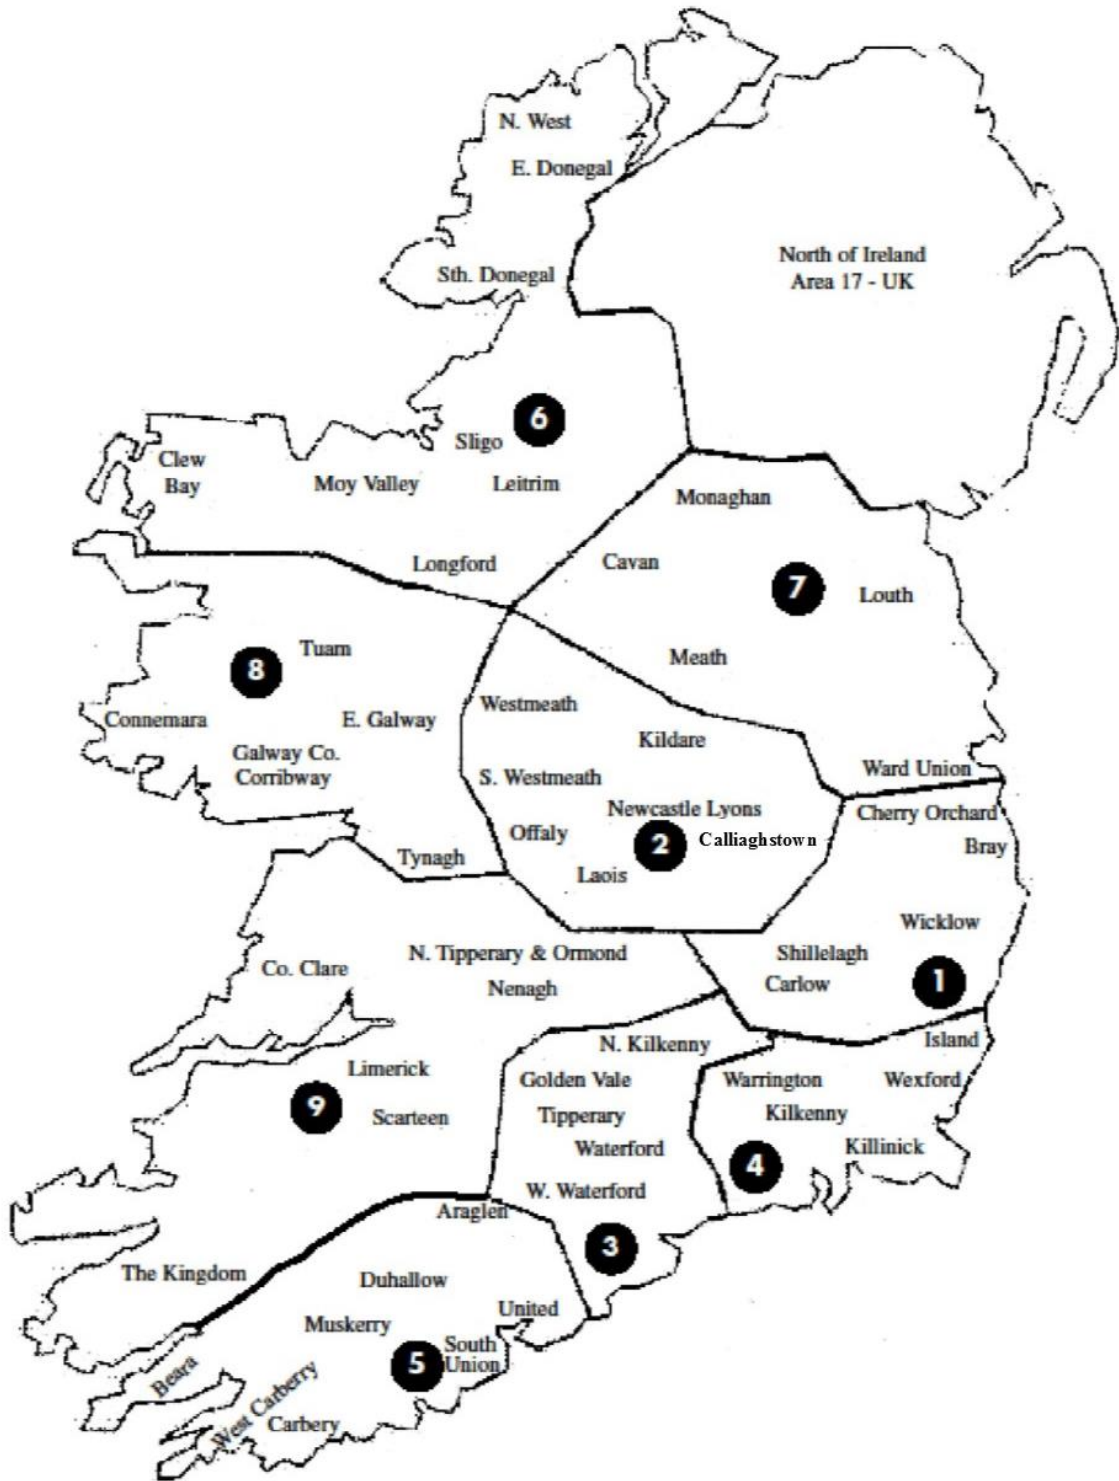 N. West
E. Donegal
North of Ireland
Area 17 - UK
Sth. Donegal
6
Sligo
Clew
Bay
Moy Valley
Leitrim
Monaghan
Longford
Cavan
7
Louth
Tuam
Meath
8
Westmeath
Connemara
E. Galway
Kildare
Galway Co.
Corribway
S. Westmeath
Ward Union
Newcastle Lyons
Cherry Orchard
Offaly
2
Calliaghstown
Bray
Tynagh
Laois
Wicklow
N. Tipperary & Ormond
Shillelagh
Co. Clare
Nenagh
Carlow
1
N. Kilkenny
Island
Limerick
Golden Vale
Warrington
Wexford
9
Scarteen
Tipperary
Kilkenny
Waterford
Killinick
4
W. Waterford
Araglen
3
The Kingdom
Duhallow
United
Muskerry
South
Union
5
Beara
West Carberry
Carbery